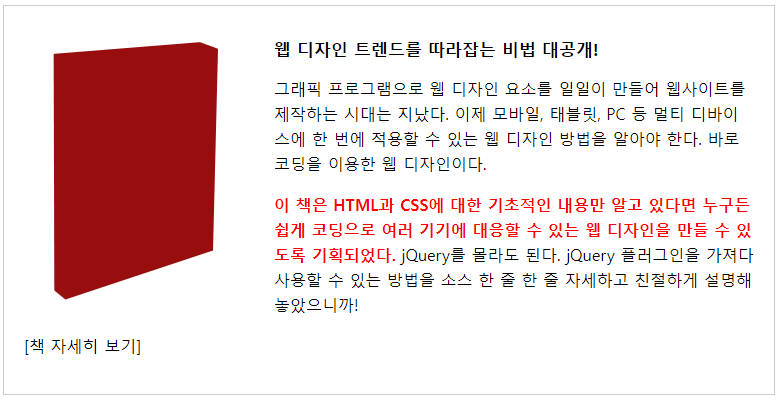 웹 디자인 트렌드를 따라잡는 비법 대공개!
그래픽 프로그램으로 웹 디자인 요소를 일일이 만들어 웹사이트를
제작하는 시대는 지났다. 이제 모바일, 태블릿, PC 등 멀티 디바이
스에 한 번에 적용할 수 있는 웹 디자인 방법을 알아야 한다. 바로
코딩을 이용한 웹 디자인이다.
이 책은 HTML과 CSS에 대한 기초적인 내용만 알고 있다면 누구든
쉽게 코딩으로 여러 기기에 대응할 수 있는 웹 디자인을 만들 수 있
도록 기획되었다. jQuery를 몰라도 된다. jQuery 플러그인을 가져다
사용할 수 있는 방법을 소스 한 줄 한 줄 자세하고 친절하게 설명해
놓았으니까!
[책 자세히 보기]